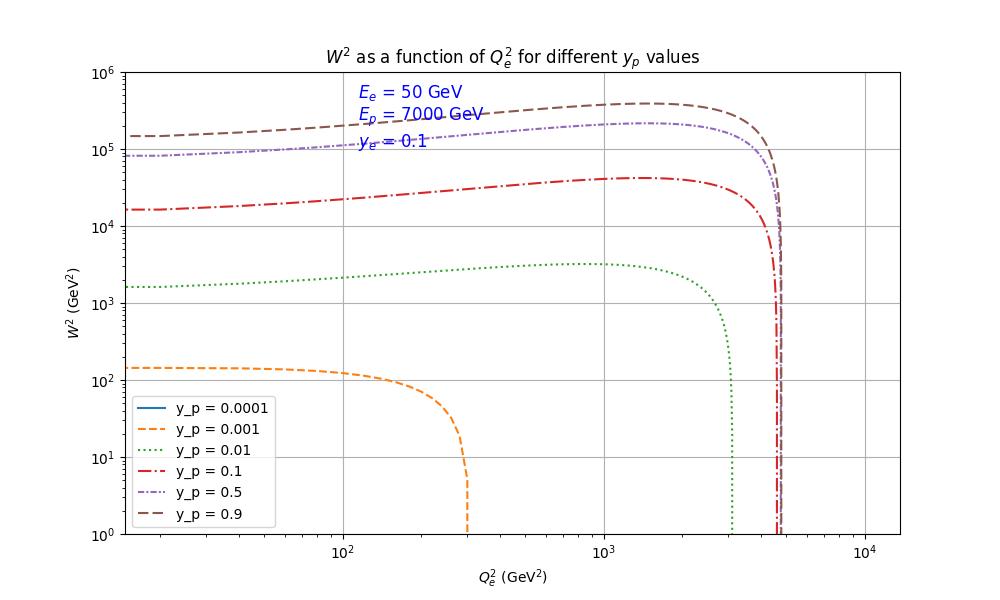 W² as a function of Qₑ² for different yₚ values
10⁶
10⁵
10⁴
10³
10²
10¹
10⁰
W² (GeV²)
Eₑ = 50 GeV
Eₚ = 7000 GeV
yₑ = 0.1
y_p = 0.0001
y_p = 0.001
y_p = 0.01
y_p = 0.1
y_p = 0.5
y_p = 0.9
10² 10³ 10⁴
Qₑ² (GeV²)